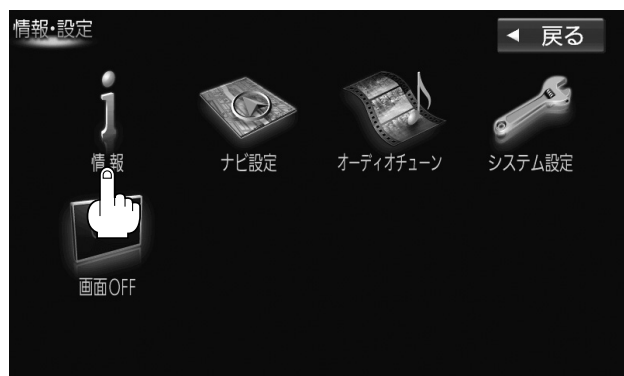 情報・設定
◀ 戻る
情報
ナビ設定
オーディオチューン
システム設定
画面OFF